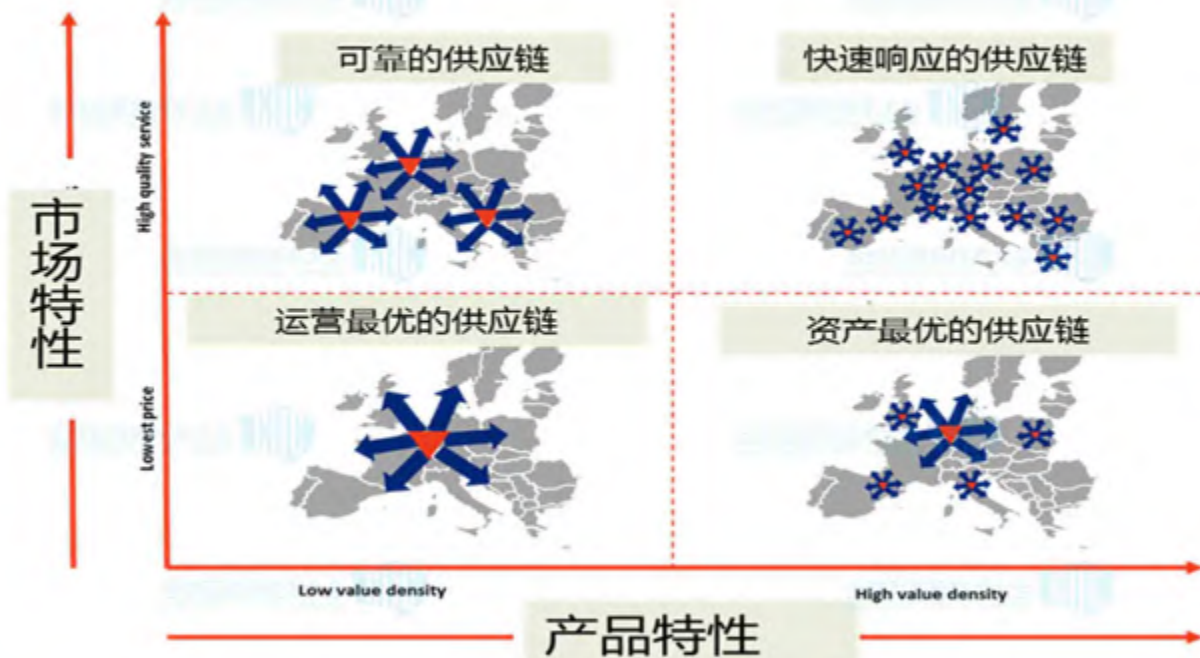 可靠的供应链
快速响应的供应链
High quality service
市场特性
运营最优的供应链
资产最优的供应链
Lowest price
Low value density
High value density
产品特性